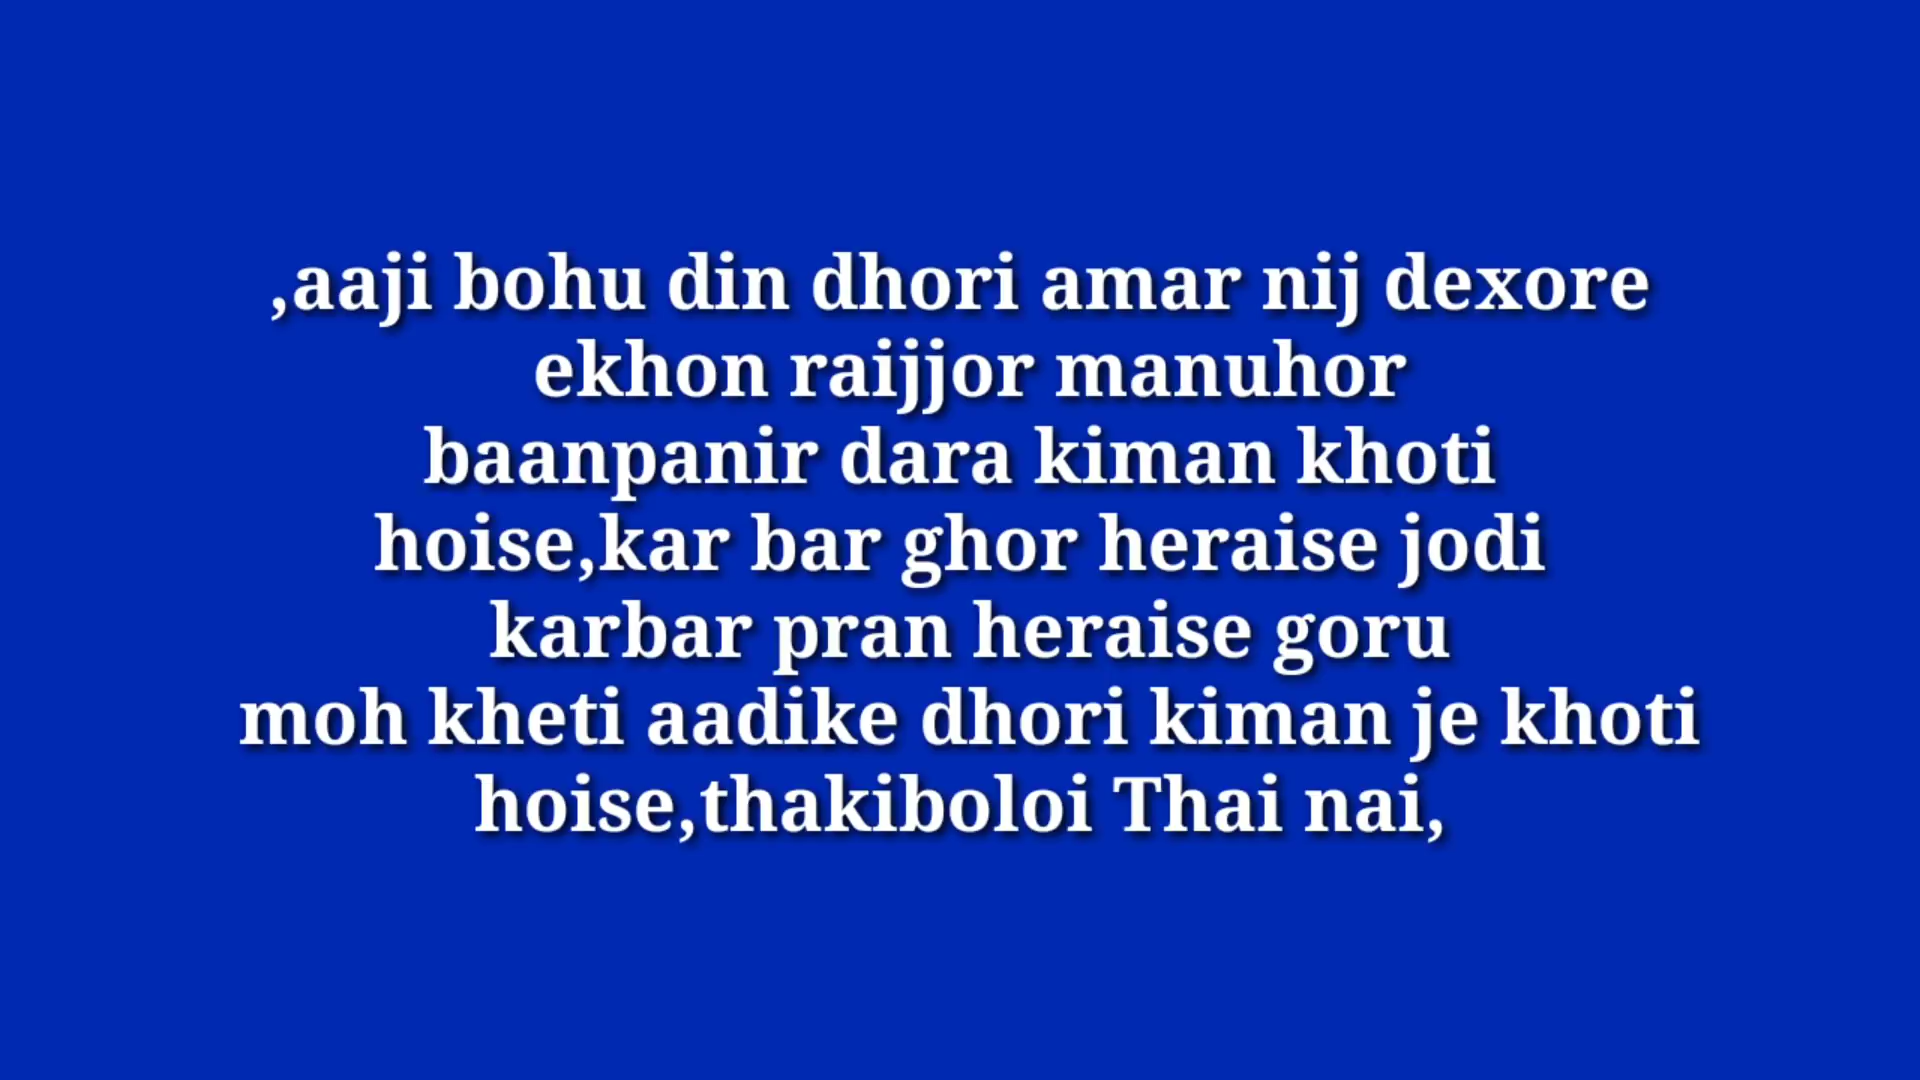 ,aaji bohu din dhori amar nij dexore
ekhon raijjor manuhor
baanpanir dara kiman khoti
hoise,kar bar ghor heraise jodi
karbar pran heraise goru
moh kheti aadike dhori kiman je khoti
hoise,thakiboloi Thai nai,